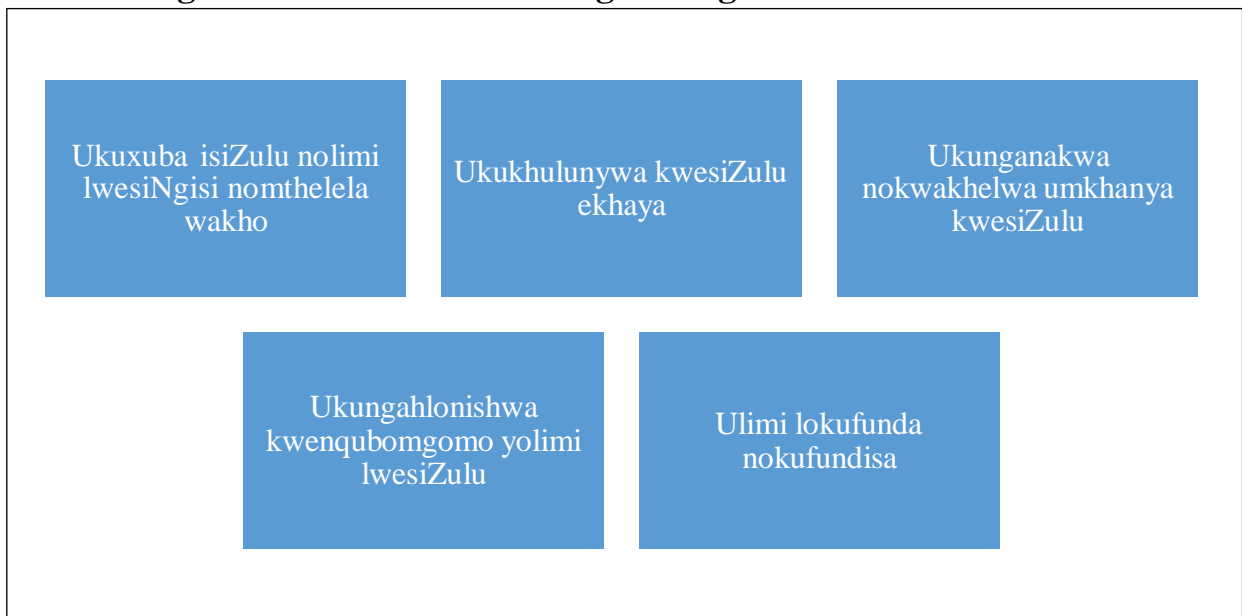 Ukuxuba isiZulu nolimi
lwesiNgisi nomthelela
wakho
Ukukhulunywa kwesiZulu
ekhaya
Ukunganakwa
nokwakhelwa umkhanya
kwesiZulu
Ukungahlonishwa
kwenqubomgomo yolimi
lwesiZulu
Ulimi lokufunda
nokufundisa